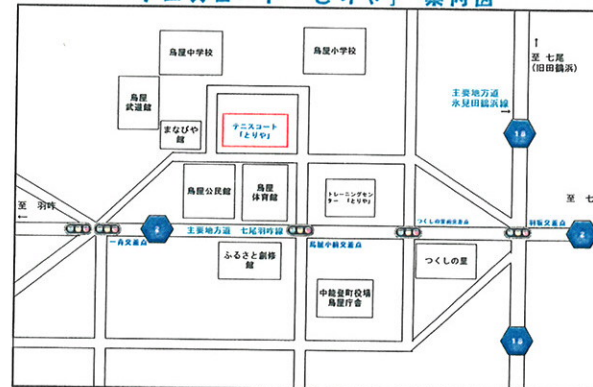 案内図
鳥屋中学校
鳥屋小学校
至 七尾
(旧田鶴浜)
鳥屋
武道館
主要地方道
氷見田鶴浜線
18
まなびや
館
テニスコート
「とりや」
鳥屋公民館
鳥屋
体育館
トレーニングセン
ター 「とりや」
至 羽咋
至 七
2
主要地方道 七尾羽咋線
一青交差点
鳥屋小前交差点
つくしの里前交差点
羽坂交差点
2
ふるさと創修
館
つくしの里
中能登町役場
鳥屋庁舎
18